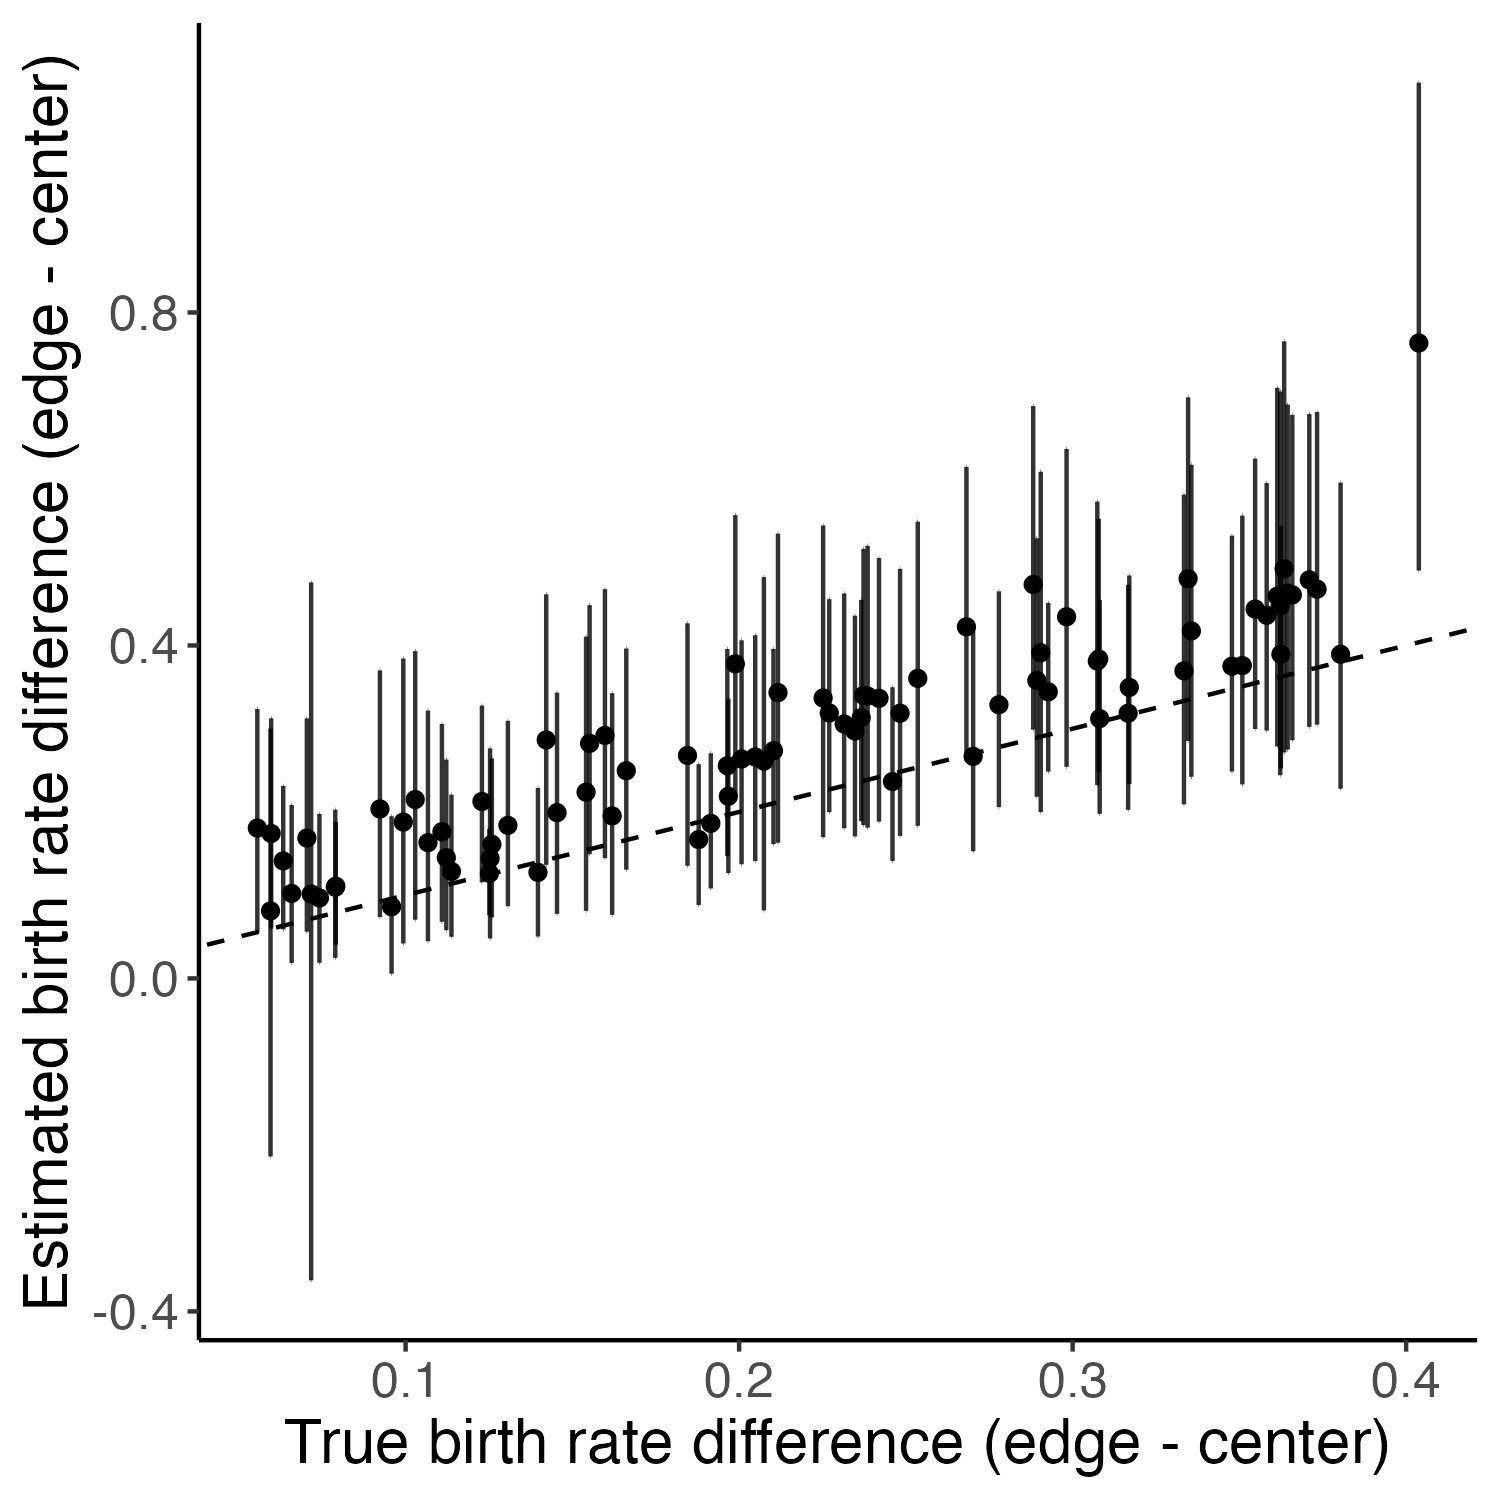 Estimated birth rate difference (edge - center)
0.8
0.4
0.0
-0.4
0.1 0.2 0.3 0.4
True birth rate difference (edge - center)